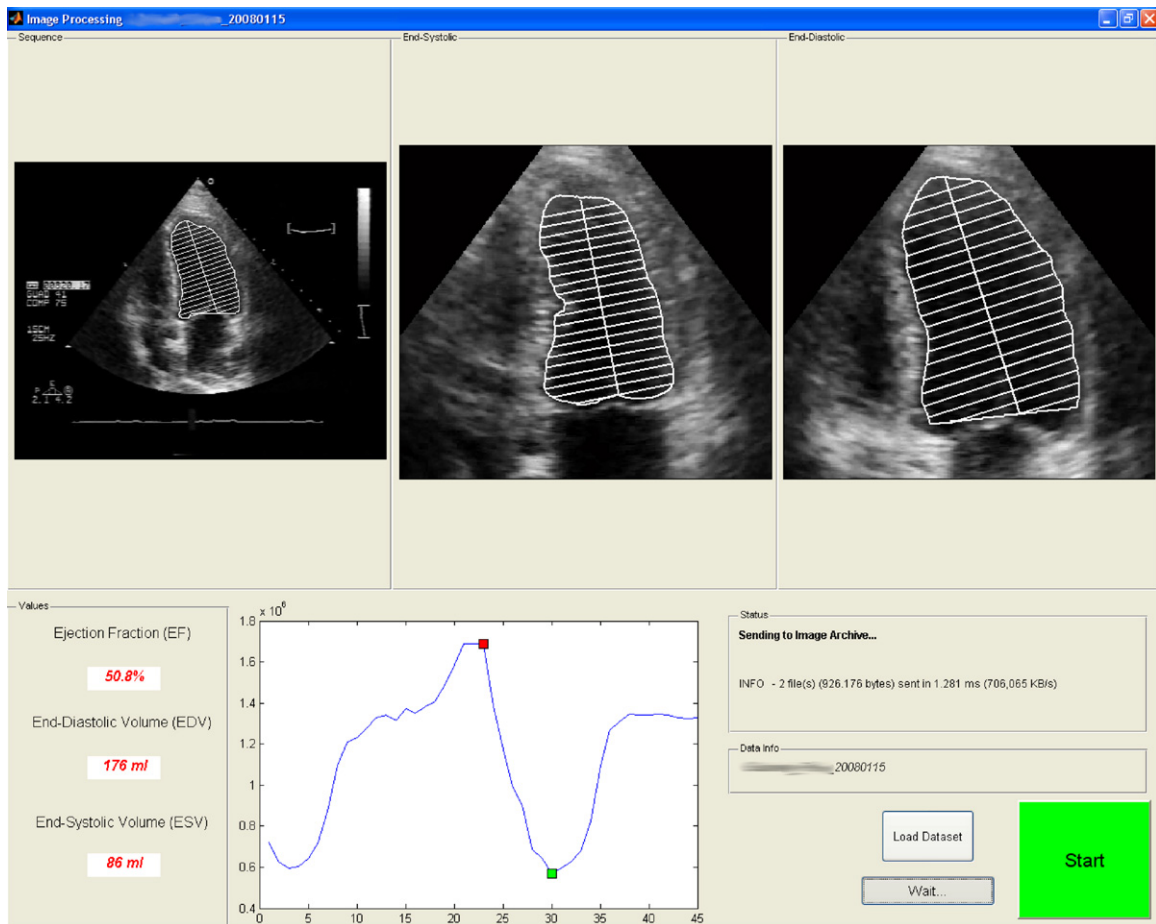 Image Processing _20080115
Sequence
End-Systolic
End-Diastolic
15CM
25HZ
Values
Ejection Fraction (EF)
50.8%
End-Diastolic Volume (EDV)
176 ml
End-Systolic Volume (ESV)
86 ml
x 10^6
1.8
1.6
1.4
1.2
1
0.8
0.6
0.4
0 5 10 15 20 25 30 35 40 45
Status
Sending to Image Archive...
INFO - 2 file(s) (926.176 bytes) sent in 1.281 ms (706,065 KB/s)
Data Info
_20080115
Load Dataset
Wait...
Start